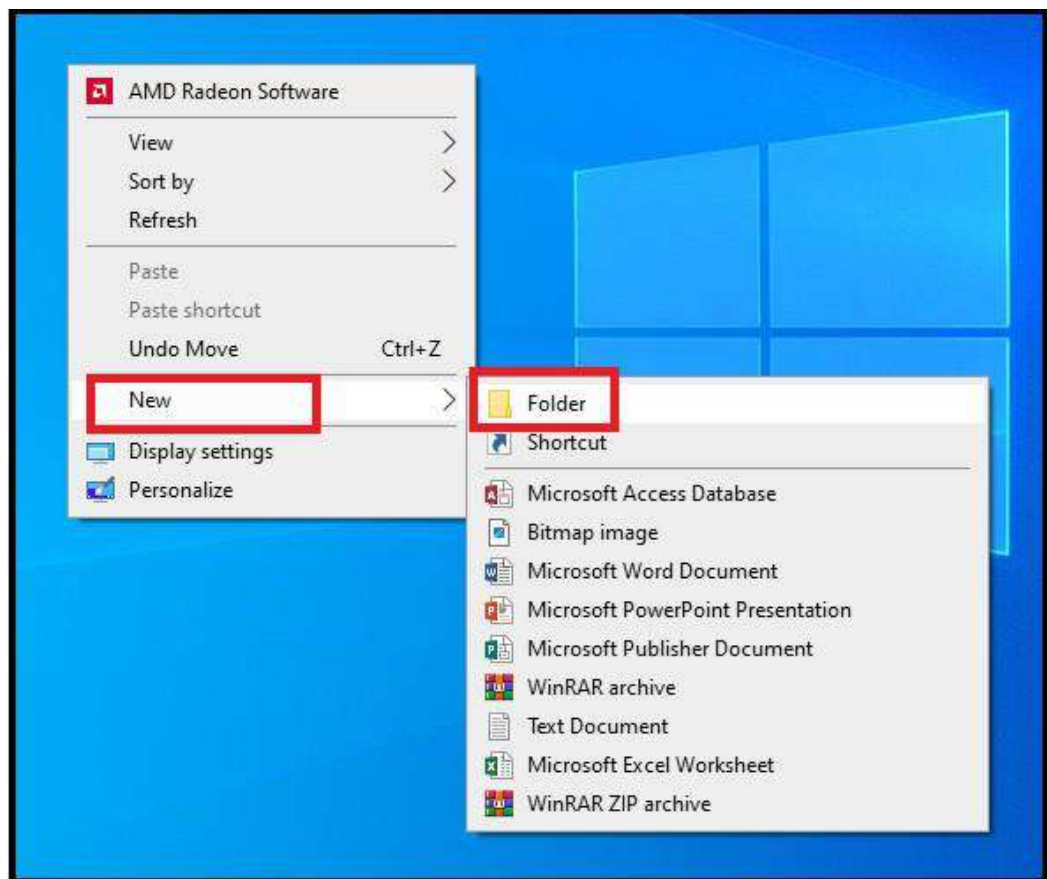 AMD Radeon Software
View
Sort by
Refresh
Paste
Paste shortcut
Undo Move Ctrl+Z
New
Display settings
Personalize
Folder
Shortcut
Microsoft Access Database
Bitmap image
Microsoft Word Document
Microsoft PowerPoint Presentation
Microsoft Publisher Document
WinRAR archive
Text Document
Microsoft Excel Worksheet
WinRAR ZIP archive